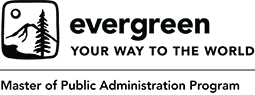 evergreen
YOUR WAY TO THE WORLD
Master of Public Administration Program